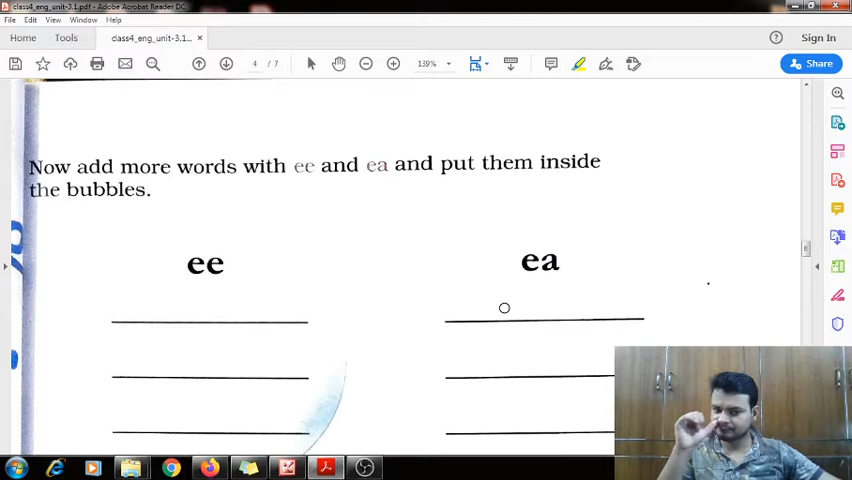 class4_eng_unit-3.1.pdf - Adobe Acrobat Reader DC
File Edit View Window Help
Home Tools class4_eng_unit-3.1... × Sign In
4 / 7 139% Share
Now add more words with ee and ea and put them inside
the bubbles.
ee ea